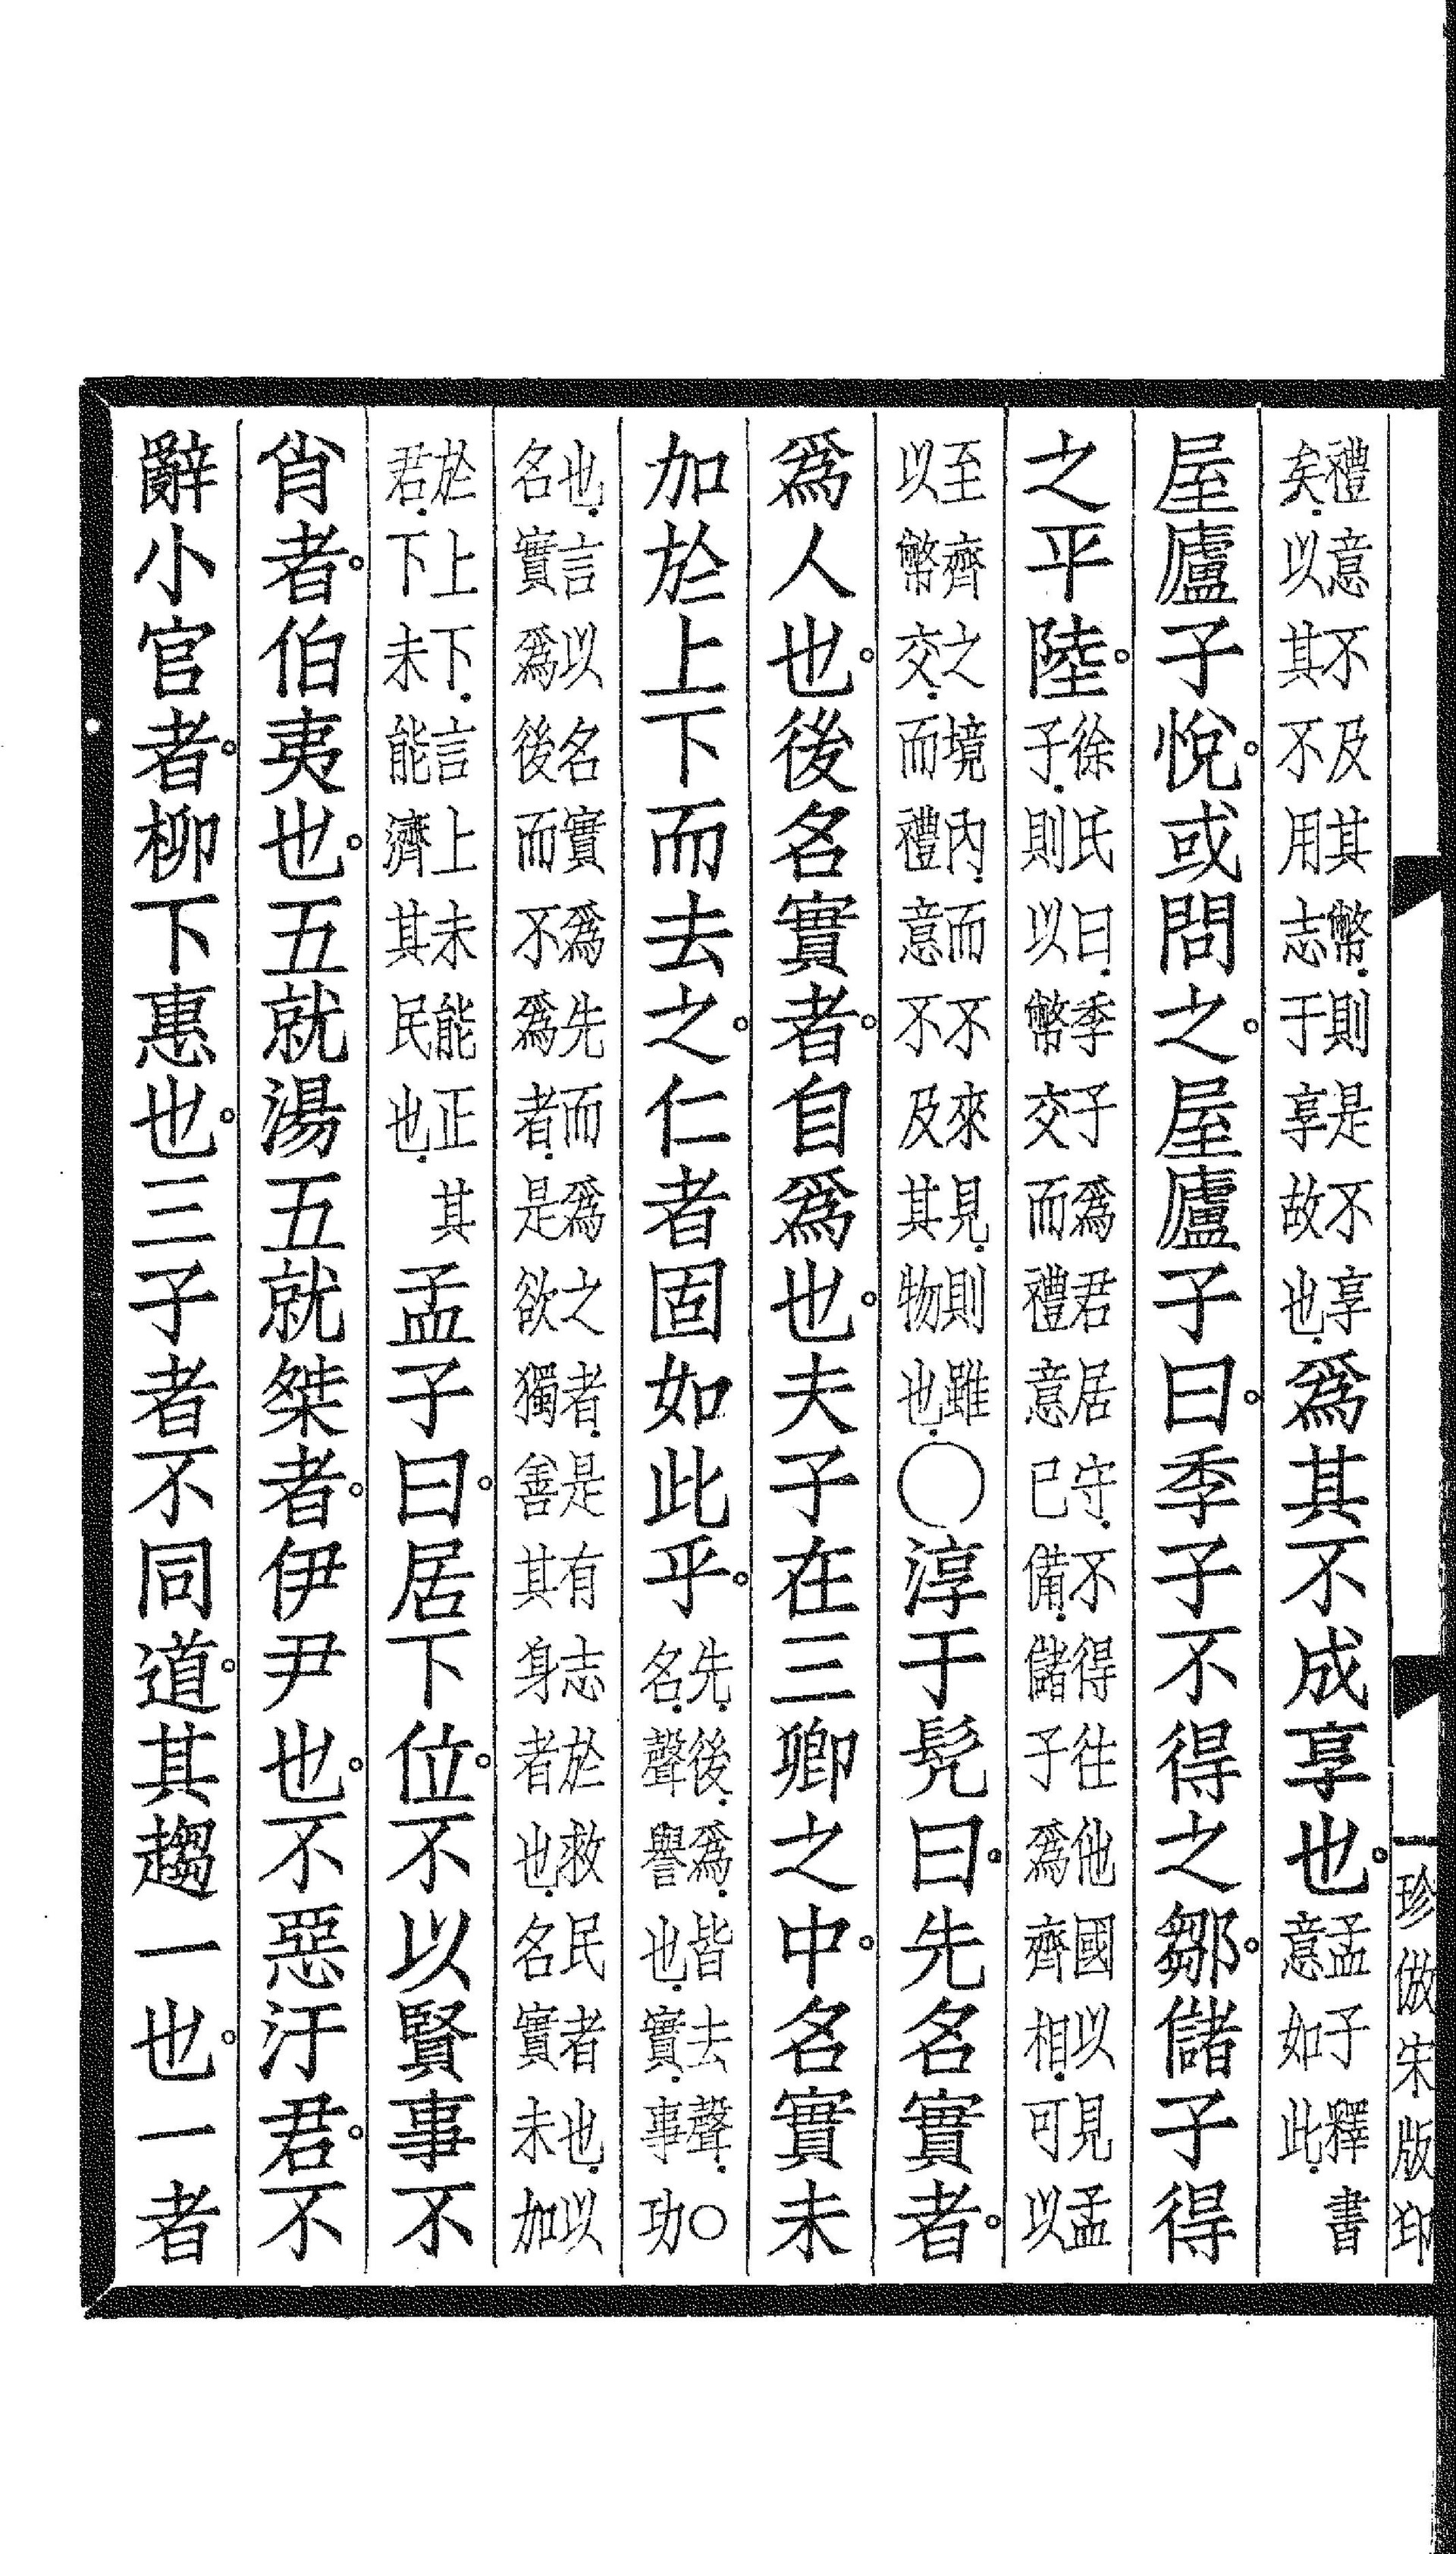 禮意不及其幣則是不享
矣以其不用志于享故也
爲其不成享也。
孟子釋書
意如此
屋廬子悅。或問之。屋廬子曰。季子不得之鄒。儲子得
之平陸。
徐氏曰季子爲君居守不得往他國以見孟
子則以幣交而禮意已備儲子爲齊相可以
至齊之境內而不來見則雖
以幣交而禮意不及其物也
○淳于髡曰。先名實者。
爲人也。後名實者。自爲也。夫子在三卿之中。名實未
加於上下而去之。仁者固如此乎。
先後爲皆去聲○
名聲譽也實事功
也言以名實爲先而爲之者是有志於救民者也以
名實爲後而不爲者是欲獨善其身者也名實未加
於上下言上未能正其
君下未能濟其民也
孟子曰。居下位。不以賢事不
肖者。伯夷也。五就湯五就桀者。伊尹也。不惡汙君。不
辭小官者。柳下惠也。三子者不同道。其趨一也。一者
珍倣宋版印